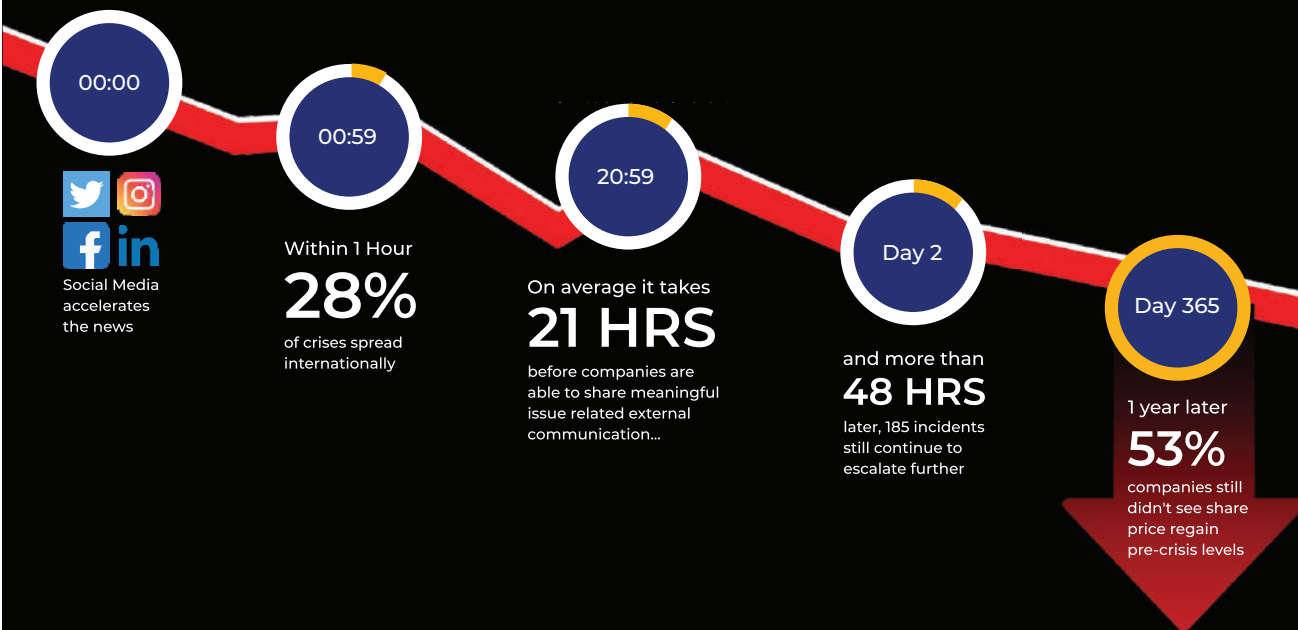 00:00
Social Media
accelerates
the news
00:59
Within 1 Hour
28%
of crises spread
internationally
20:59
On average it takes
21 HRS
before companies are
able to share meaningful
issue related external
communication...
Day 2
and more than
48 HRS
later, 185 incidents
still continue to
escalate further
Day 365
1 year later
53%
companies still
didn't see share
price regain
pre-crisis levels